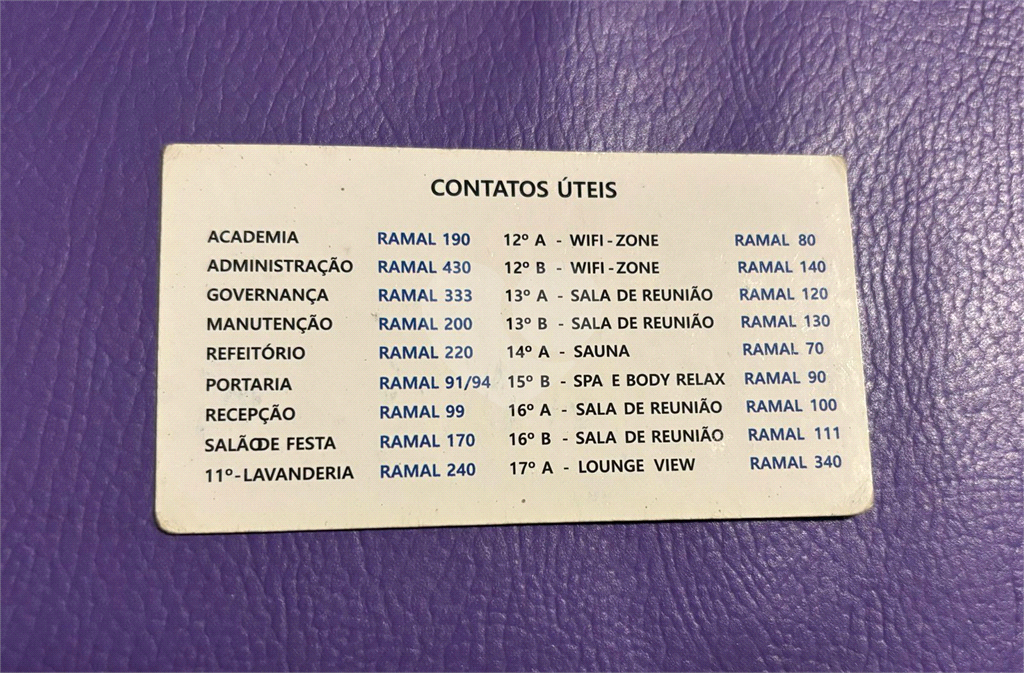 CONTATOS ÚTEIS
ACADEMIA RAMAL 190 12º A - WIFI-ZONE RAMAL 80
ADMINISTRAÇÃO RAMAL 430 12º B - WIFI-ZONE RAMAL 140
GOVERNANÇA RAMAL 333 13º A - SALA DE REUNIÃO RAMAL 120
MANUTENÇÃO RAMAL 200 13º B - SALA DE REUNIÃO RAMAL 130
REFEITÓRIO RAMAL 220 14º A - SAUNA RAMAL 70
PORTARIA RAMAL 91/94 15º B - SPA E BODY RELAX RAMAL 90
RECEPÇÃO RAMAL 99 16º A - SALA DE REUNIÃO RAMAL 100
SALÃO DE FESTA RAMAL 170 16º B - SALA DE REUNIÃO RAMAL 111
11º-LAVANDERIA RAMAL 240 17º A - LOUNGE VIEW RAMAL 340